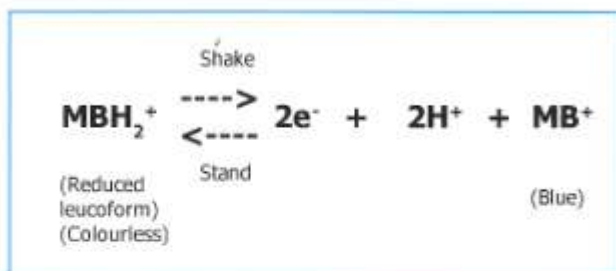 Shake
MBH₂⁺ ----> <---- 2e⁻ + 2H⁺ + MB⁺
Stand
(Reduced
leucoform)
(Colourless)
(Blue)